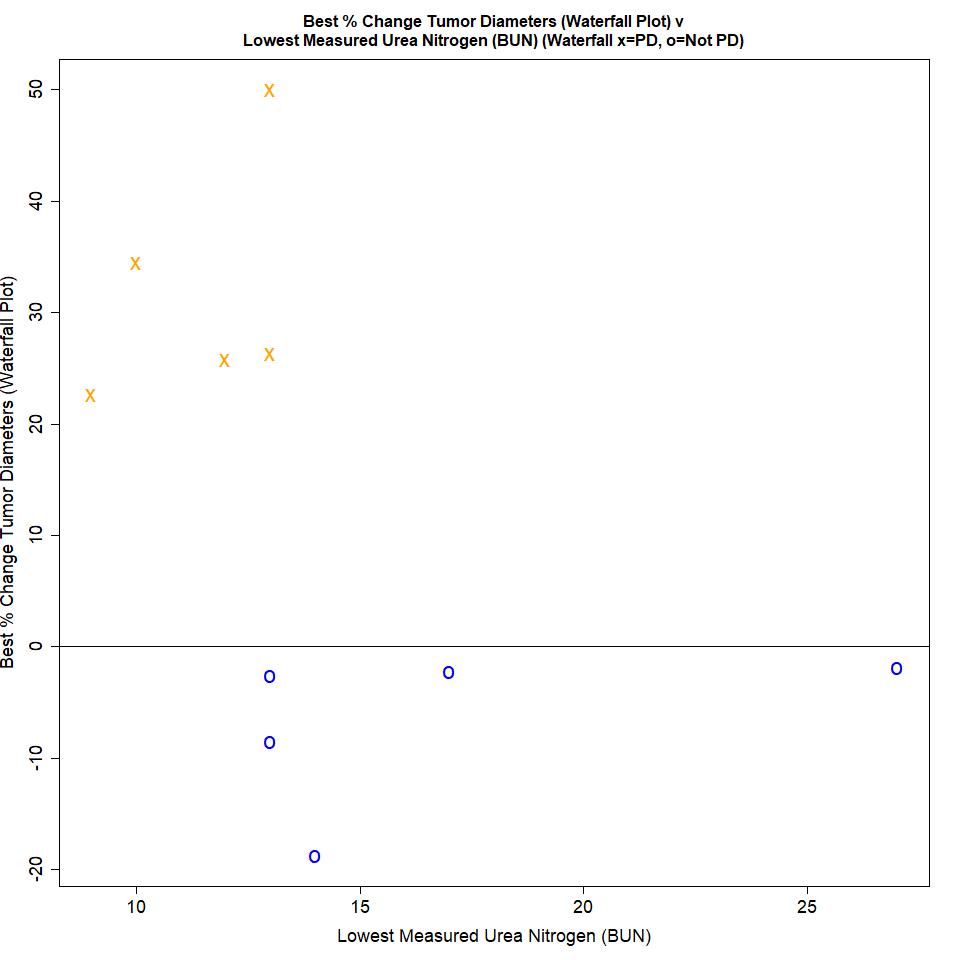 Best % Change Tumor Diameters (Waterfall Plot) v
Lowest Measured Urea Nitrogen (BUN) (Waterfall x=PD, o=Not PD)
Best % Change Tumor Diameters (Waterfall Plot)
50
40
30
20
10
0
-10
-20
X
X
X
X
X
O
O
O
O
O
10
15
20
25
Lowest Measured Urea Nitrogen (BUN)